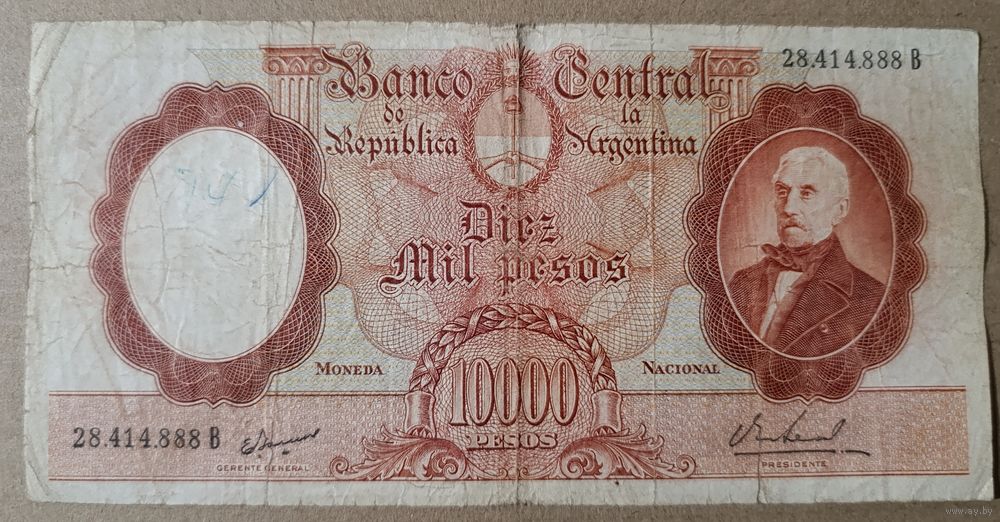 28.414.888 B
Banco Central
de la
República Argentina
Diez
Mil pesos
MONEDA NACIONAL
10000
PESOS
28.414.888 B
GERENTE GENERAL
PRESIDENTE
www.ay.by